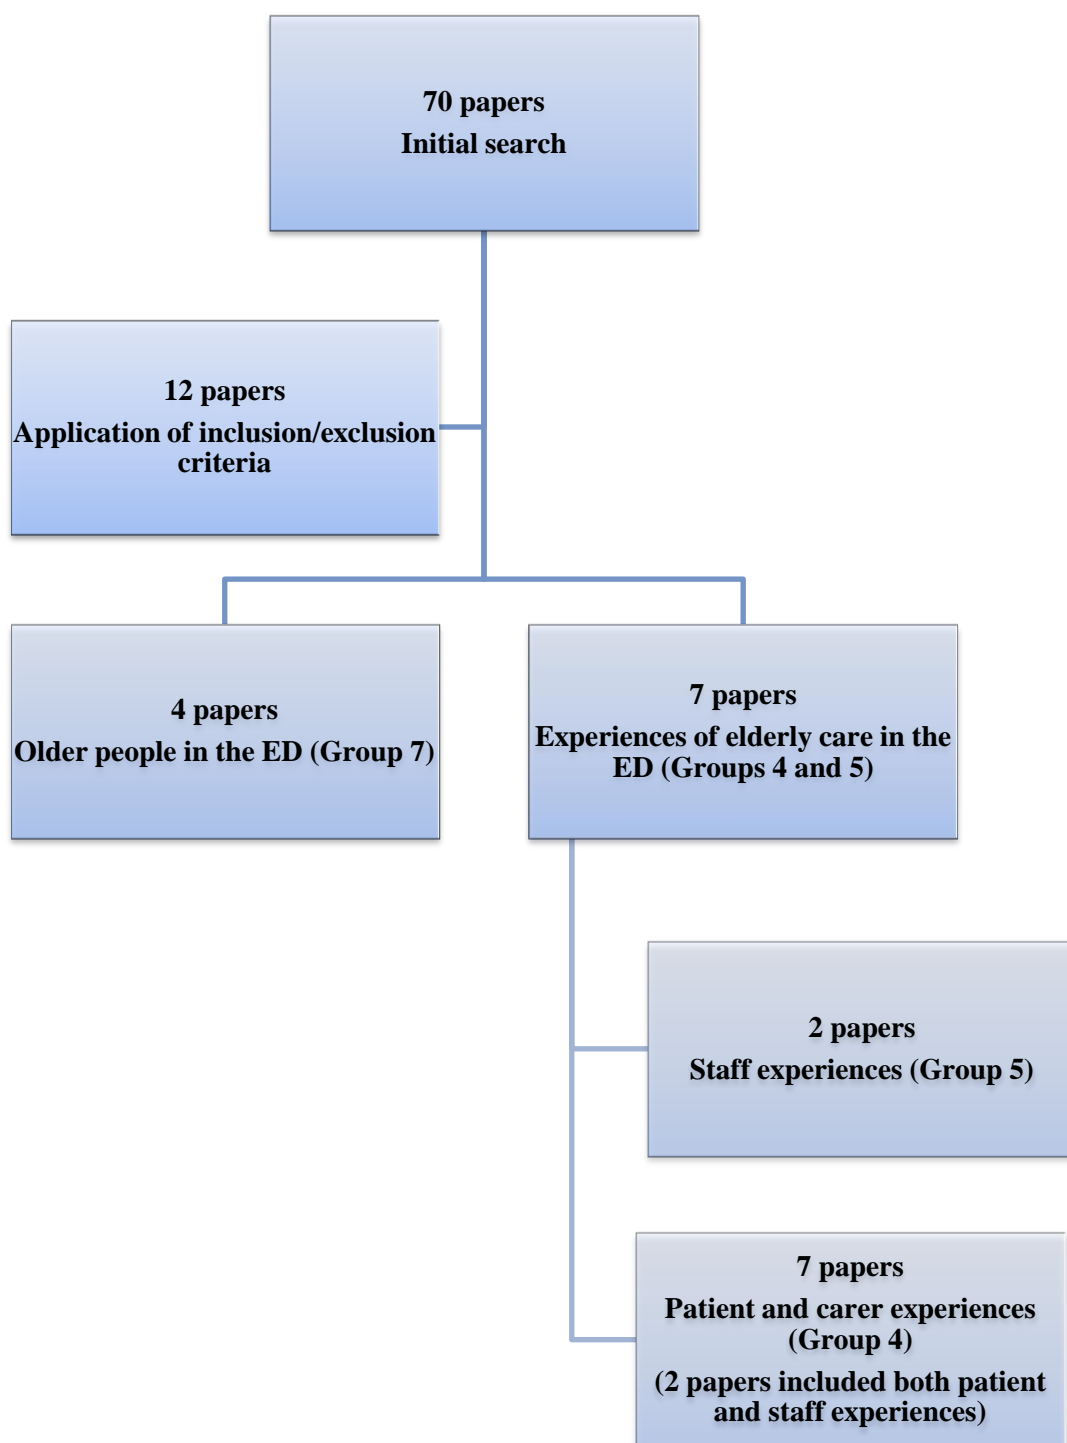 70 papers
Initial search
12 papers
Application of inclusion/exclusion
criteria
4 papers
Older people in the ED (Group 7)
7 papers
Experiences of elderly care in the
ED (Groups 4 and 5)
2 papers
Staff experiences (Group 5)
7 papers
Patient and carer experiences
(Group 4)
(2 papers included both patient
and staff experiences)